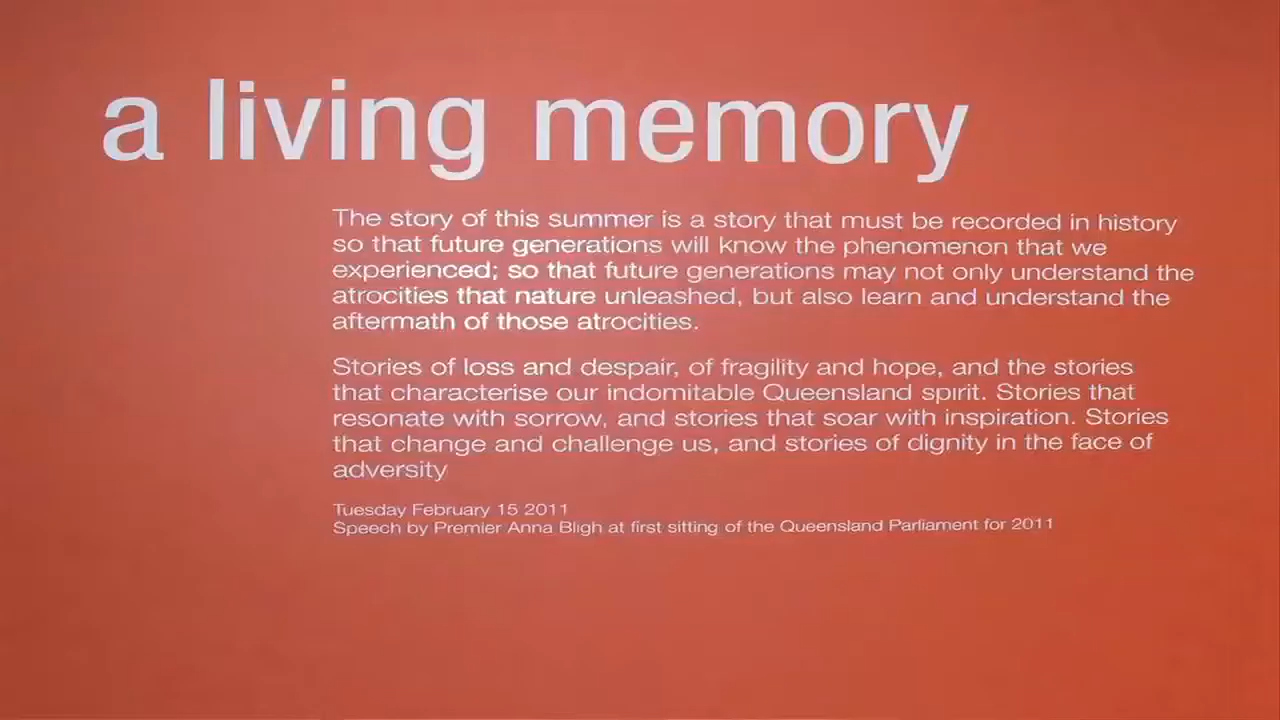 a living memory
The story of this summer is a story that must be recorded in history
so that future generations will know the phenomenon that we
experienced; so that future generations may not only understand the
atrocities that nature unleashed, but also learn and understand the
aftermath of those atrocities.
Stories of loss and despair, of fragility and hope, and the stories
that characterise our indomitable Queensland spirit. Stories that
resonate with sorrow, and stories that soar with inspiration. Stories
that change and challenge us, and stories of dignity in the face of
adversity
Tuesday February 15 2011
Speech by Premier Anna Bligh at first sitting of the Queensland Parliament for 2011